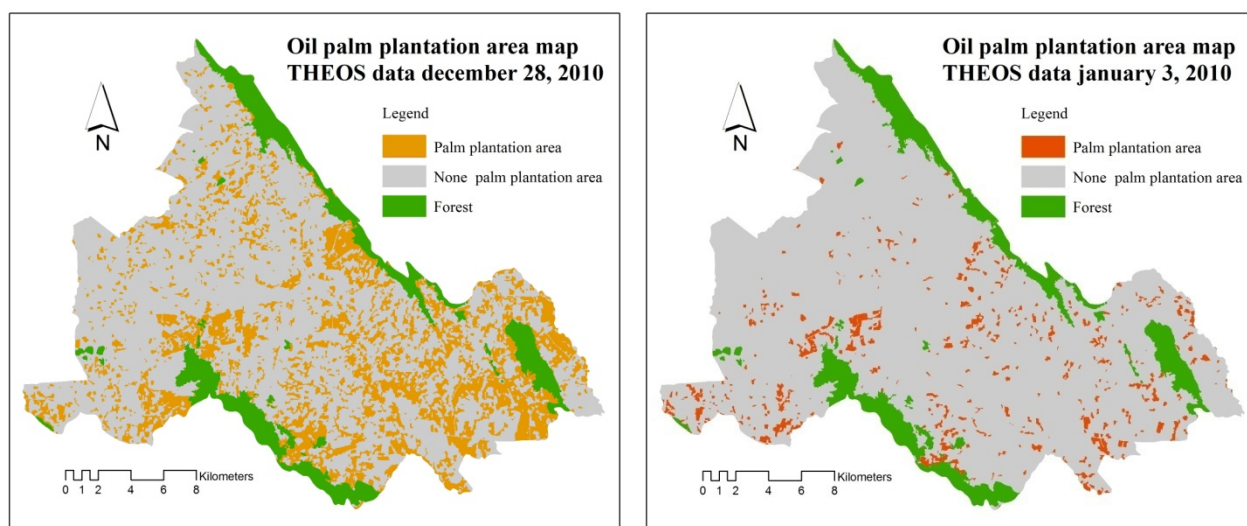 Oil palm plantation area map
THEOS data december 28, 2010
Legend
Palm plantation area
None palm plantation area
Forest
N
Kilometers
0 1 2 4 6 8
Oil palm plantation area map
THEOS data january 3, 2010
Legend
Palm plantation area
None palm plantation area
Forest
N
Kilometers
0 1 2 4 6 8